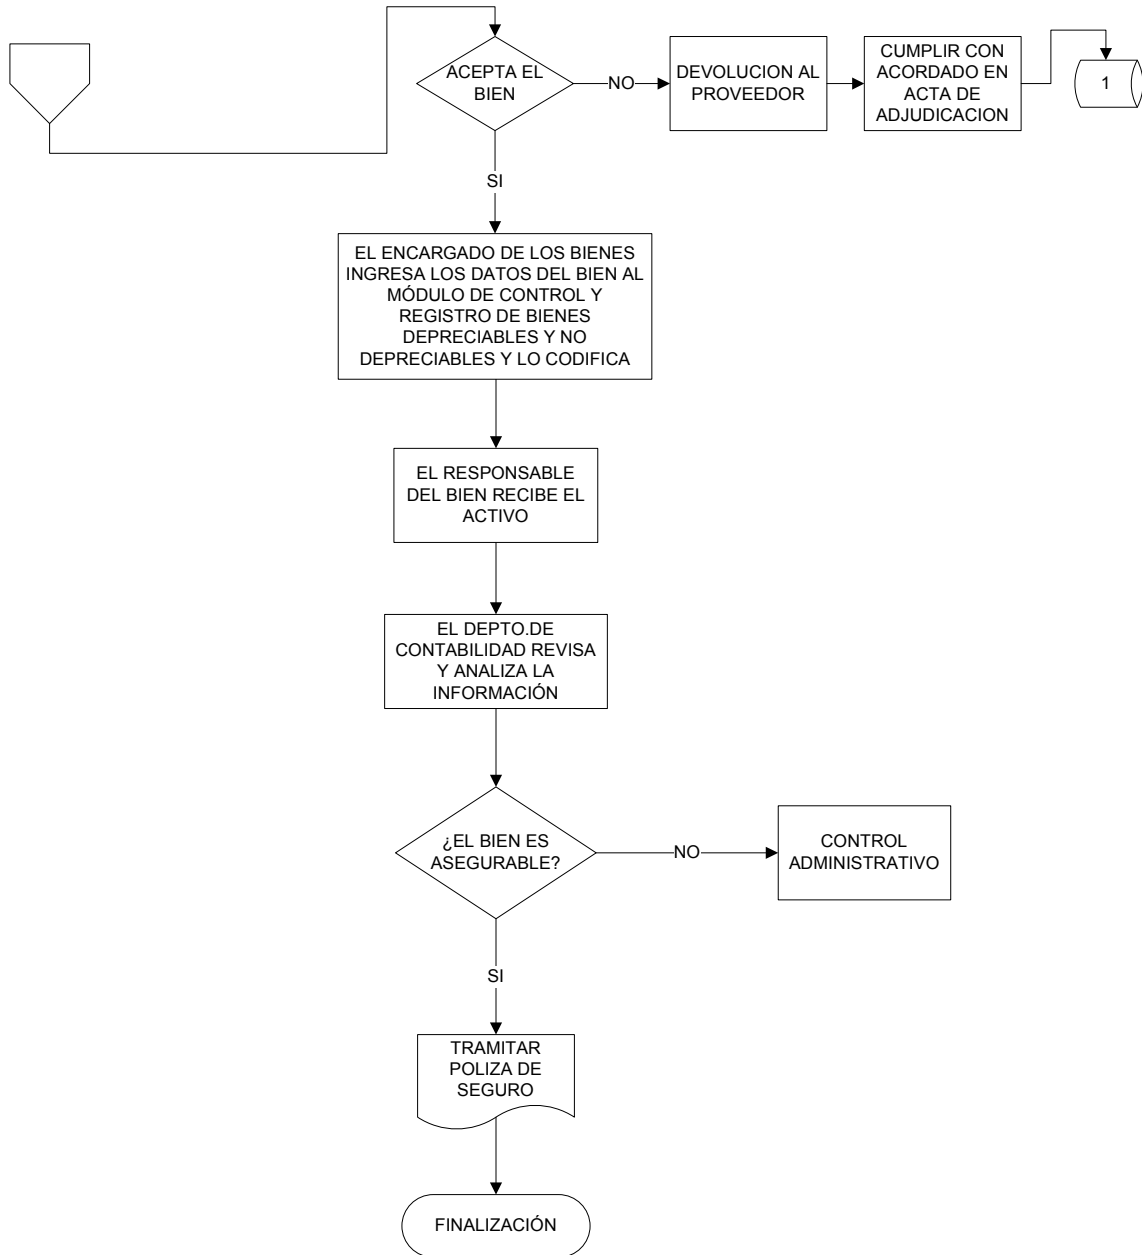 ACEPTA EL
BIEN
NO
DEVOLUCION AL
PROVEEDOR
CUMPLIR CON
ACORDADO EN
ACTA DE
ADJUDICACION
1
SI
EL ENCARGADO DE LOS BIENES
INGRESA LOS DATOS DEL BIEN AL
MÓDULO DE CONTROL Y
REGISTRO DE BIENES
DEPRECIABLES Y NO
DEPRECIABLES Y LO CODIFICA
EL RESPONSABLE
DEL BIEN RECIBE EL
ACTIVO
EL DEPTO.DE
CONTABILIDAD REVISA
Y ANALIZA LA
INFORMACIÓN
¿EL BIEN ES
ASEGURABLE?
NO
CONTROL
ADMINISTRATIVO
SI
TRAMITAR
POLIZA DE
SEGURO
FINALIZACIÓN